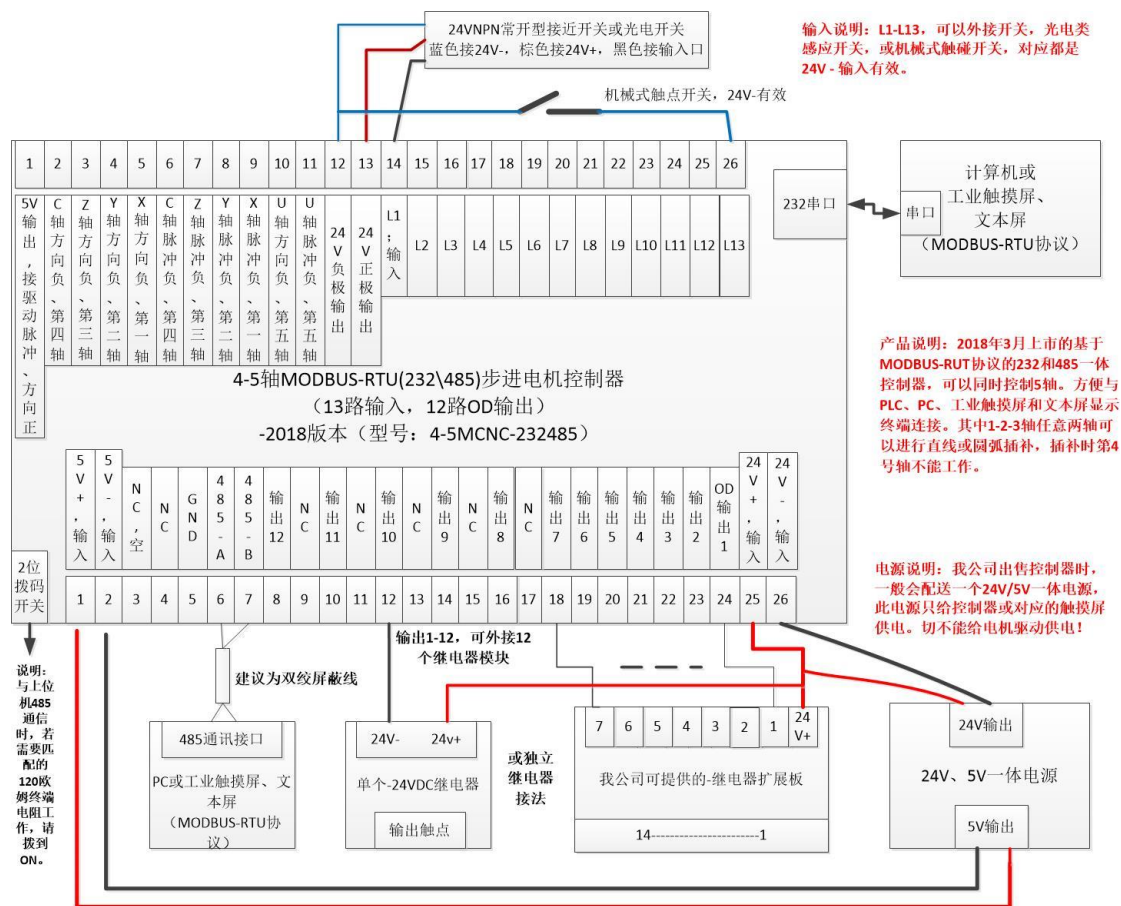 24VNPN常开型接近开关或光电开关
蓝色接24V-，棕色接24V+，黑色接输入口
输入说明：L1-L13，可以外接开关，光电类
感应开关，或机械式触碰开关，对应都是
24V - 输入有效。
机械式触点开关，24V-有效
1 2 3 4 5 6 7 8 9 10 11 12 13 14 15 16 17 18 19 20 21 22 23 24 25 26
5V输出，接驱动脉冲、方向正
C轴方向负、第四轴
Z轴方向负、第三轴
Y轴方向负、第二轴
X轴方向负、第一轴
C轴脉冲负、第四轴
Z轴脉冲负、第三轴
Y轴脉冲负、第二轴
X轴脉冲负、第一轴
U轴方向负、第五轴
U轴脉冲负、第五轴
24V负极输出
24V正极输出
L1；输入
L2 L3 L4 L5 L6 L7 L8 L9 L10 L11 L12 L13
232串口
串口
计算机或
工业触摸屏、
文本屏
（MODBUS-RTU协议）
4-5轴MODBUS-RTU(232\485)步进电机控制器
（13路输入，12路OD输出）
-2018版本（型号：4-5MCNC-232485）
产品说明：2018年3月上市的基于
MODBUS-RUT协议的232和485一体
控制器，可以同时控制5轴。方便与
PLC、PC、工业触摸屏和文本屏显示
终端连接。其中1-2-3轴任意两轴可
以进行直线或圆弧插补，插补时第4
号轴不能工作。
5V+，输入
5V-，输入
NC，空
NC
GND
485-A
485-B
输出12
NC
输出11
NC
输出10
NC
输出9
NC
输出8
NC
输出7
输出6
输出5
输出4
输出3
输出2
OD输出1
24V+，输入
24V-，输入
2位
拨码
开关
1 2 3 4 5 6 7 8 9 10 11 12 13 14 15 16 17 18 19 20 21 22 23 24 25 26
电源说明：我公司出售控制器时，
一般会配送一个24V/5V一体电源，
此电源只给控制器或对应的触摸屏
供电。切不能给电机驱动供电！
说明：
与上位
机485
通信
时，若
需要匹
配的
120欧
姆终端
电阻工
作，请
拨到
ON。
建议为双绞屏蔽线
输出1-12，可外接12
个继电器模块
485通讯接口
PC或工业触摸屏、文
本屏
（MODBUS-RTU协
议）
24V-
24v+
单个-24VDC继电器
输出触点
或独立
继电器
接法
7 6 5 4 3 2 1 24V+
我公司可提供的-继电器扩展板
14----------------------1
24V输出
24V、5V一体电源
5V输出